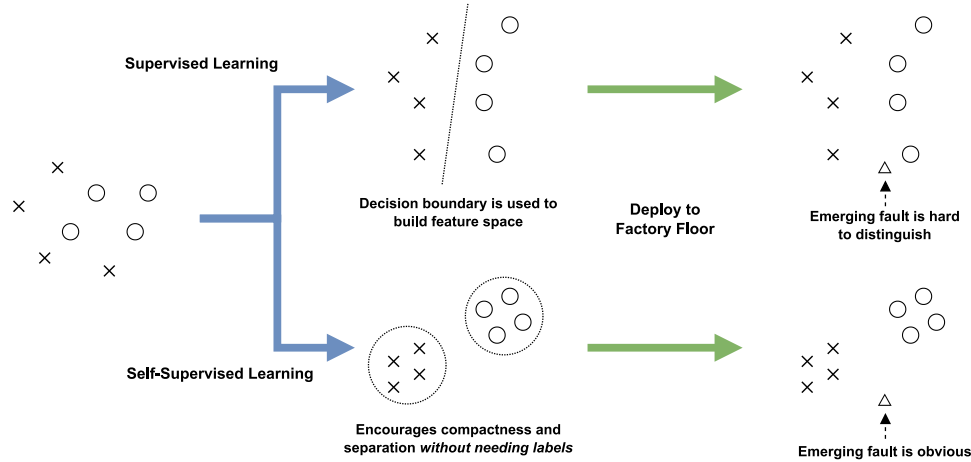 Supervised Learning
Decision boundary is used to
build feature space
Deploy to
Factory Floor
Emerging fault is hard
to distinguish
Self-Supervised Learning
Encourages compactness and
separation without needing labels
Emerging fault is obvious